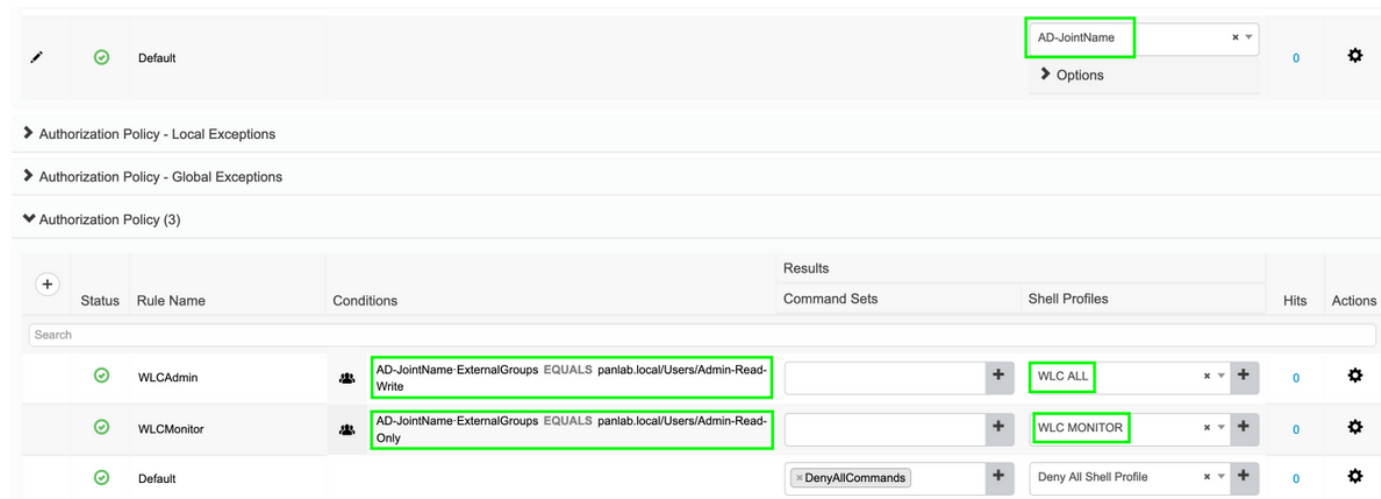 Default
AD-JointName
Options
0
Authorization Policy - Local Exceptions
Authorization Policy - Global Exceptions
Authorization Policy (3)
Results
Status Rule Name Conditions Command Sets Shell Profiles Hits Actions
Search
WLCAdmin
AD-JointName·ExternalGroups EQUALS panlab.local/Users/Admin-Read-
Write
WLC ALL
0
WLCMonitor
AD-JointName·ExternalGroups EQUALS panlab.local/Users/Admin-Read-
Only
WLC MONITOR
0
Default
DenyAllCommands
Deny All Shell Profile
0